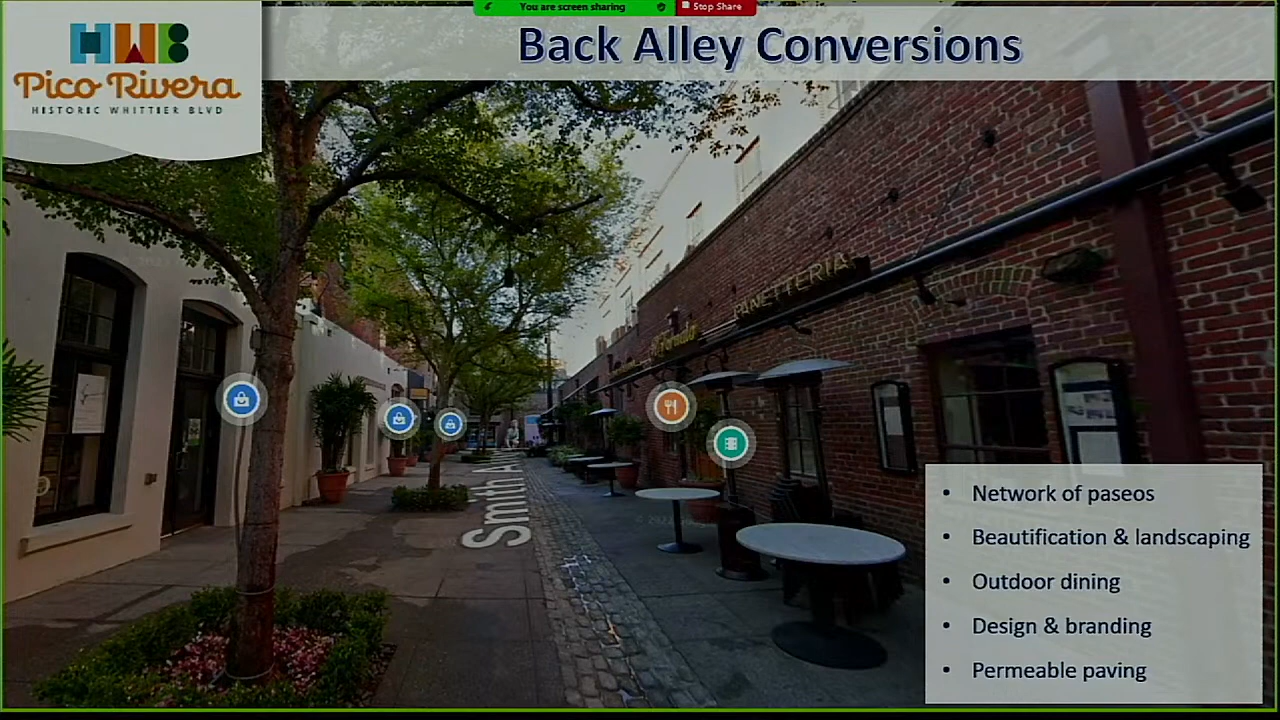 You are screen sharing
Stop Share
HWB
Pico Rivera
HISTORIC WHITTIER BLVD
Back Alley Conversions
PANETTERIA
Smith
Network of paseos
Beautification & landscaping
Outdoor dining
Design & branding
Permeable paving